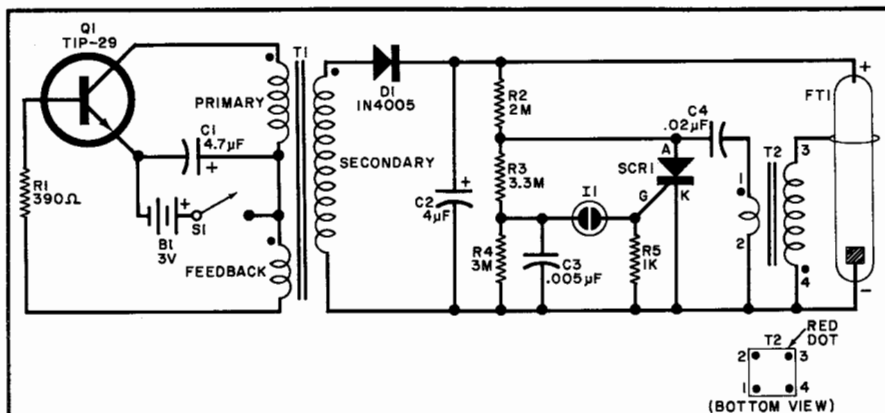 Q1
TIP-29
PRIMARY
C1
4.7µF
+
R1
390Ω
B1
3V
+
S1
FEEDBACK
T1
SECONDARY
D1
IN4005
C2
4µF
+
R2
2M
R3
3.3M
R4
3M
C3
.005µF
I1
R5
1K
SCR1
A
G
K
C4
.02µF
1
2
T2
3
4
FT1
+
−
T2
RED
DOT
2
3
1
4
(BOTTOM VIEW)